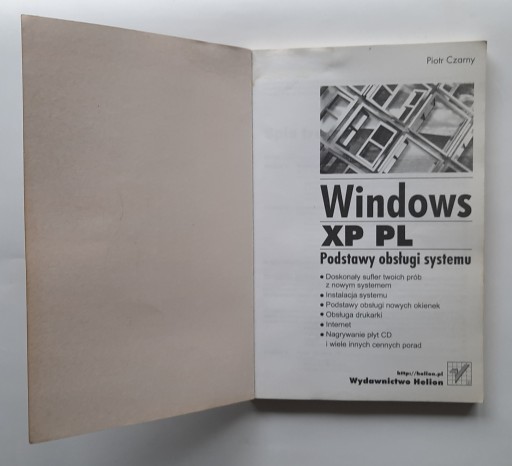 Piotr Czarny
Windows
XP PL
Podstawy obsługi systemu
• Doskonały sufler twoich prób
z nowym systemem
• Instalacja systemu
• Podstawy obsługi nowych okienek
• Obsługa drukarki
• Internet
• Nagrywanie płyt CD
i wiele innych cennych porad
http://helion.pl
Wydawnictwo Helion